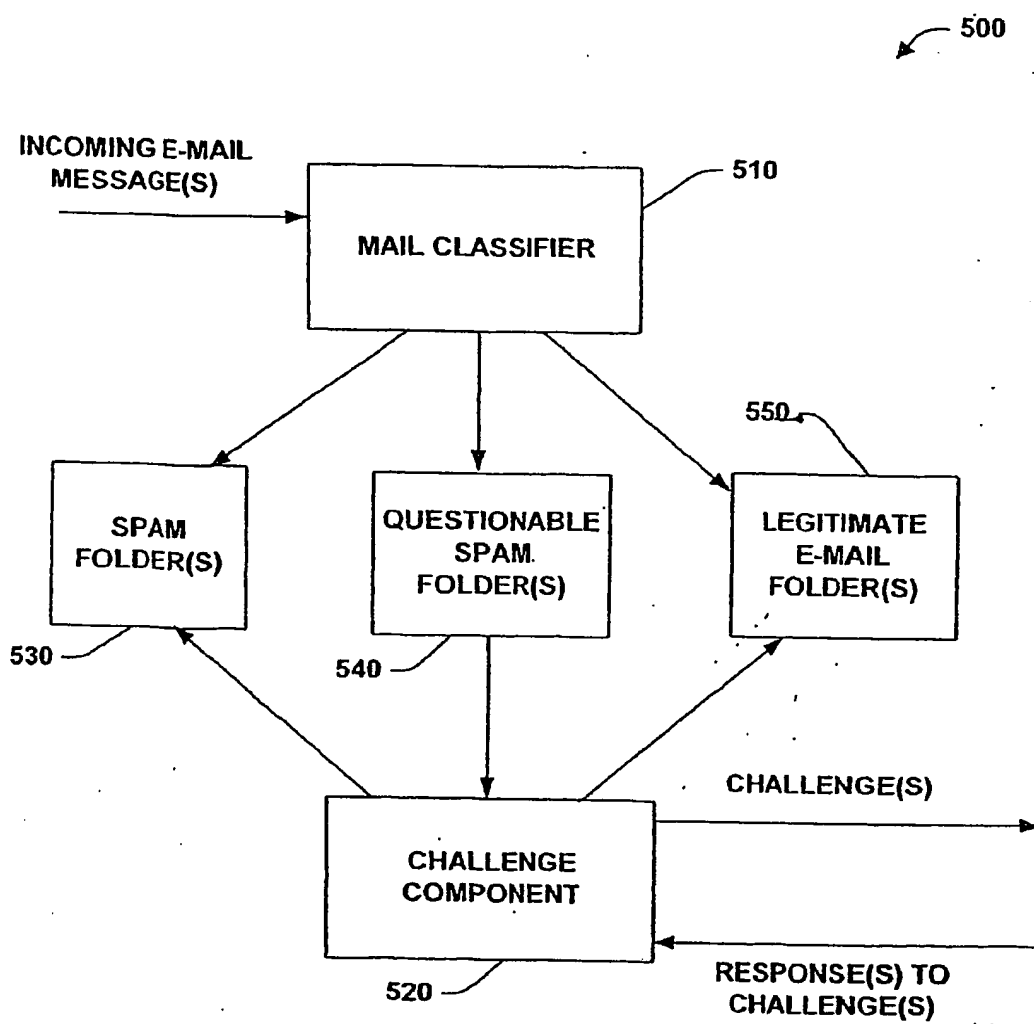 500
INCOMING E-MAIL
MESSAGE(S)
510
MAIL CLASSIFIER
550
SPAM
FOLDER(S)
QUESTIONABLE
SPAM
FOLDER(S)
LEGITIMATE
E-MAIL
FOLDER(S)
530
540
CHALLENGE(S)
CHALLENGE
COMPONENT
520
RESPONSE(S) TO
CHALLENGE(S)